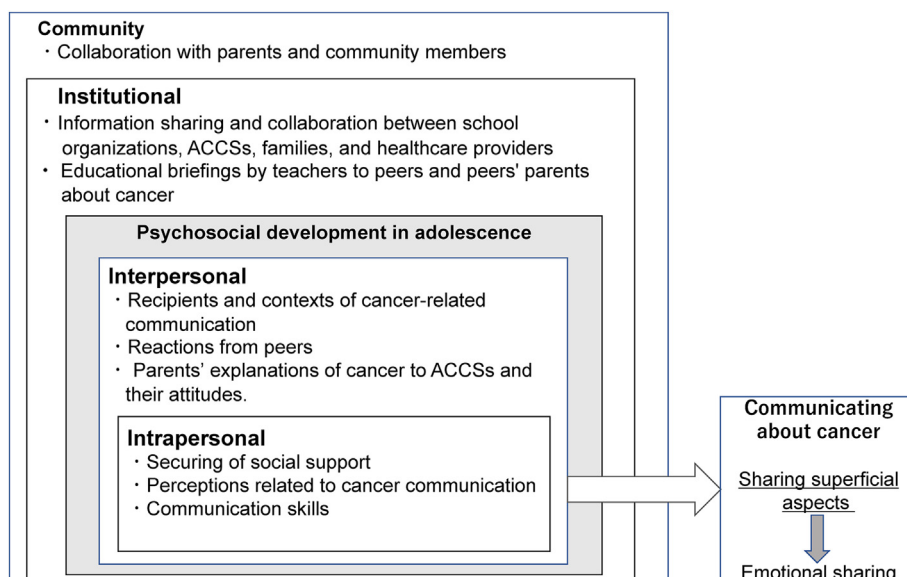 Community
・Collaboration with parents and community members
Institutional
・Information sharing and collaboration between school
organizations, ACCSs, families, and healthcare providers
・Educational briefings by teachers to peers and peers' parents
about cancer
Psychosocial development in adolescence
Interpersonal
・Recipients and contexts of cancer-related
communication
・Reactions from peers
・ Parents’ explanations of cancer to ACCSs and
their attitudes.
Intrapersonal
・Securing of social support
・Perceptions related to cancer communication
・Communication skills
Communicating
about cancer
Sharing superficial
aspects
Emotional sharing